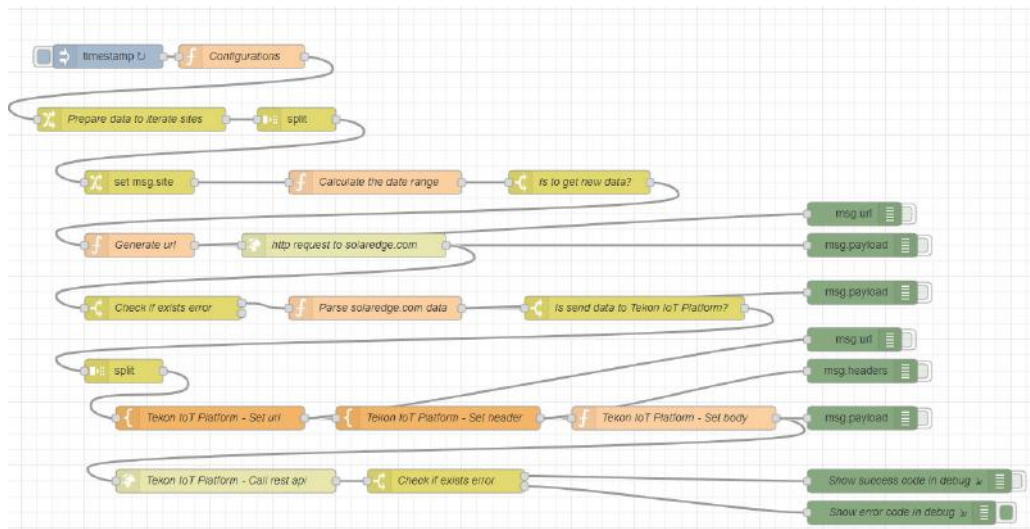 timestamp ↻
Configurations
Prepare data to iterate sites
split
set msg.site
Calculate the date range
Is to get new data?
msg.url
Generate url
http request to solaredge.com
msg.payload
msg.payload
Check if exists error
Parse solaredge.com data
Is send data to Tekon IoT Platform?
msg.url
split
msg.headers
Tekon IoT Platform - Set url
Tekon IoT Platform - Set header
Tekon IoT Platform - Set body
msg.payload
Tekon IoT Platform - Call rest api
Check if exists error
Show success code in debug
Show error code in debug